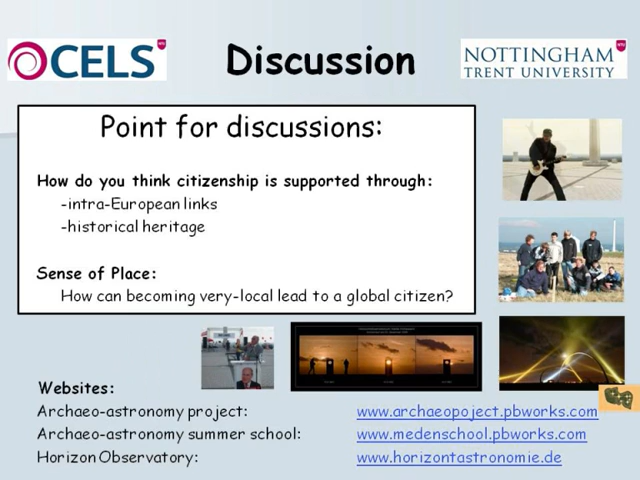 CELS
Discussion
NOTTINGHAM
TRENT UNIVERSITY
Point for discussions:
How do you think citizenship is supported through:
-intra-European links
-historical heritage
Sense of Place:
How can becoming very-local lead to a global citizen?
Websites:
Archaeo-astronomy project: www.archaeopoject.pbworks.com
Archaeo-astronomy summer school: www.medenschool.pbworks.com
Horizon Observatory: www.horizontastronomie.de